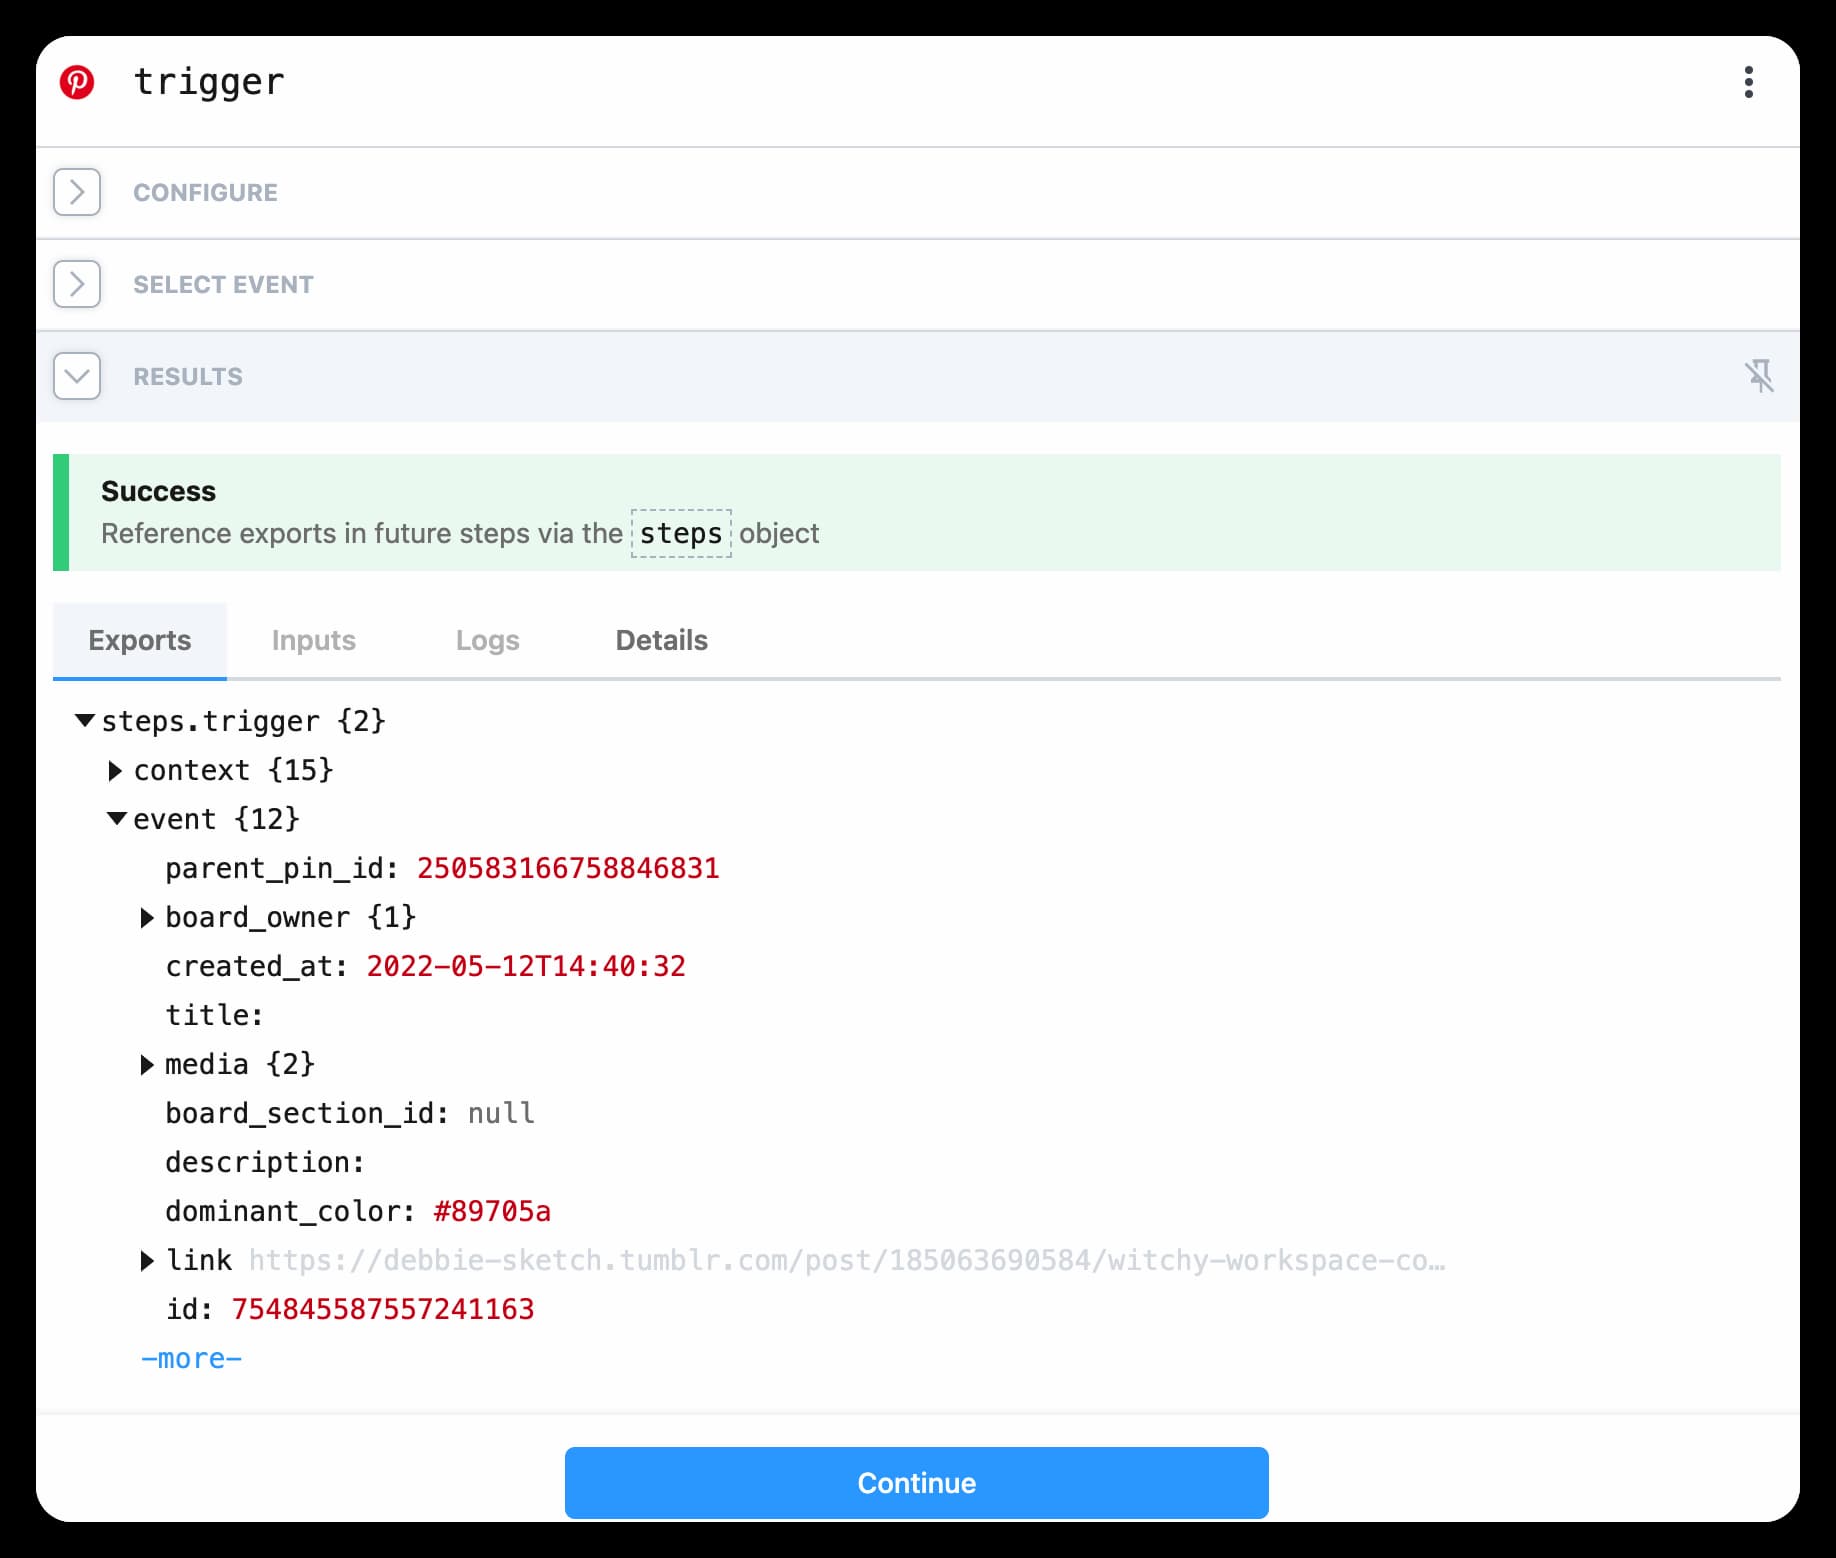 trigger
CONFIGURE
SELECT EVENT
RESULTS
Success
Reference exports in future steps via the steps object
Exports Inputs Logs Details
steps.trigger {2}
context {15}
event {12}
parent_pin_id: 250583166758846831
board_owner {1}
created_at: 2022-05-12T14:40:32
title:
media {2}
board_section_id: null
description:
dominant_color: #89705a
link https://debbie-sketch.tumblr.com/post/185063690584/witchy-workspace-co…
id: 754845587557241163
-more-
Continue